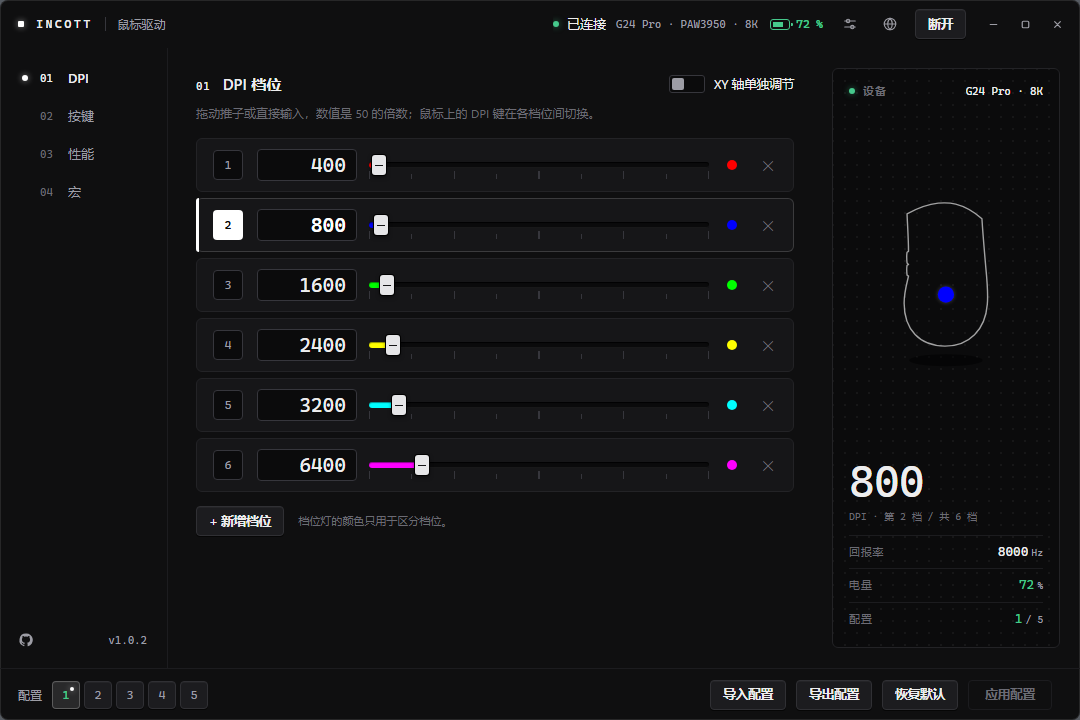 INCOTT 鼠标驱动
已连接 G24 Pro · PAW3950 · 8K 72 % 断开
01 DPI
02 按键
03 性能
04 宏
01 DPI 档位
XY 轴单独调节
拖动推子或直接输入，数值是 50 的倍数；鼠标上的 DPI 键在各档位间切换。
1 400
2 800
3 1600
4 2400
5 3200
6 6400
+ 新增档位 档位灯的颜色只用于区分档位。
设备 G24 Pro · 8K
800
DPI · 第 2 档 / 共 6 档
回报率 8000 Hz
电量 72 %
配置 1 / 5
v1.0.2
配置 1 2 3 4 5
导入配置 导出配置 恢复默认 应用配置